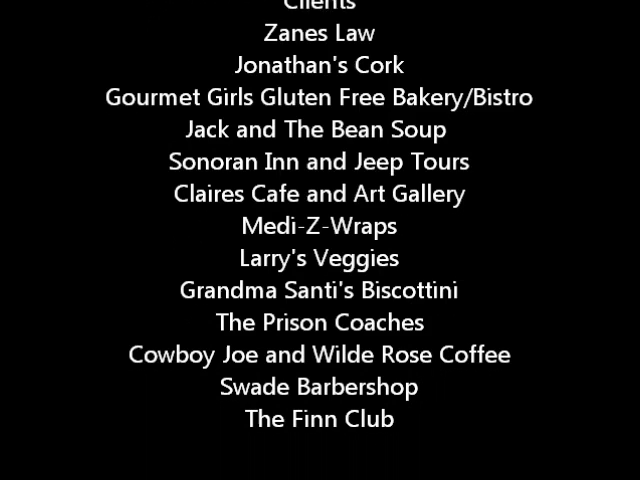 Clients
Zanes Law
Jonathan's Cork
Gourmet Girls Gluten Free Bakery/Bistro
Jack and The Bean Soup
Sonoran Inn and Jeep Tours
Claires Cafe and Art Gallery
Medi-Z-Wraps
Larry's Veggies
Grandma Santi's Biscottini
The Prison Coaches
Cowboy Joe and Wilde Rose Coffee
Swade Barbershop
The Finn Club